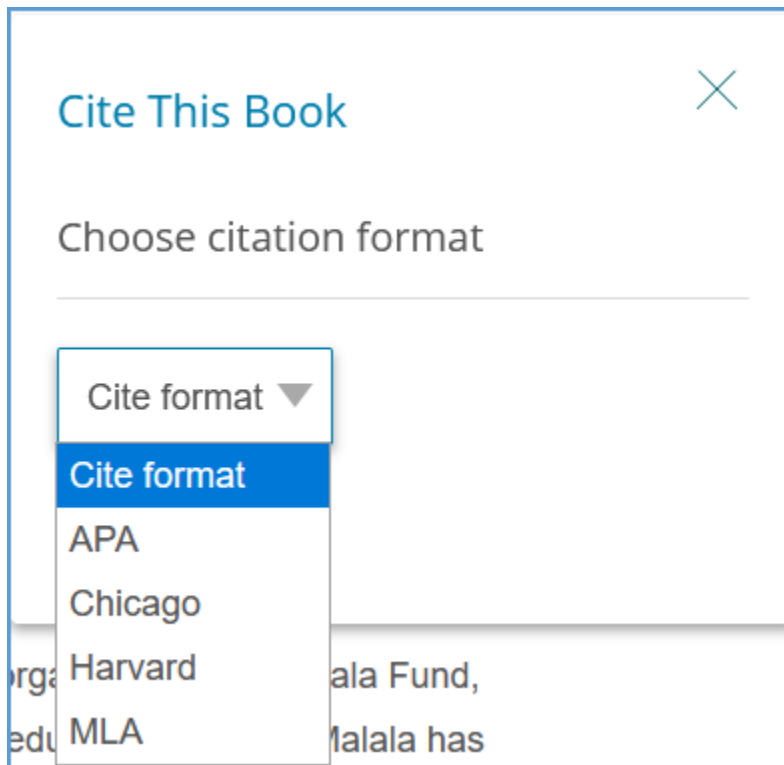 Cite This Book
Choose citation format
Cite format
Cite format
APA
Chicago
Harvard
MLA
ala Fund,
Malala has